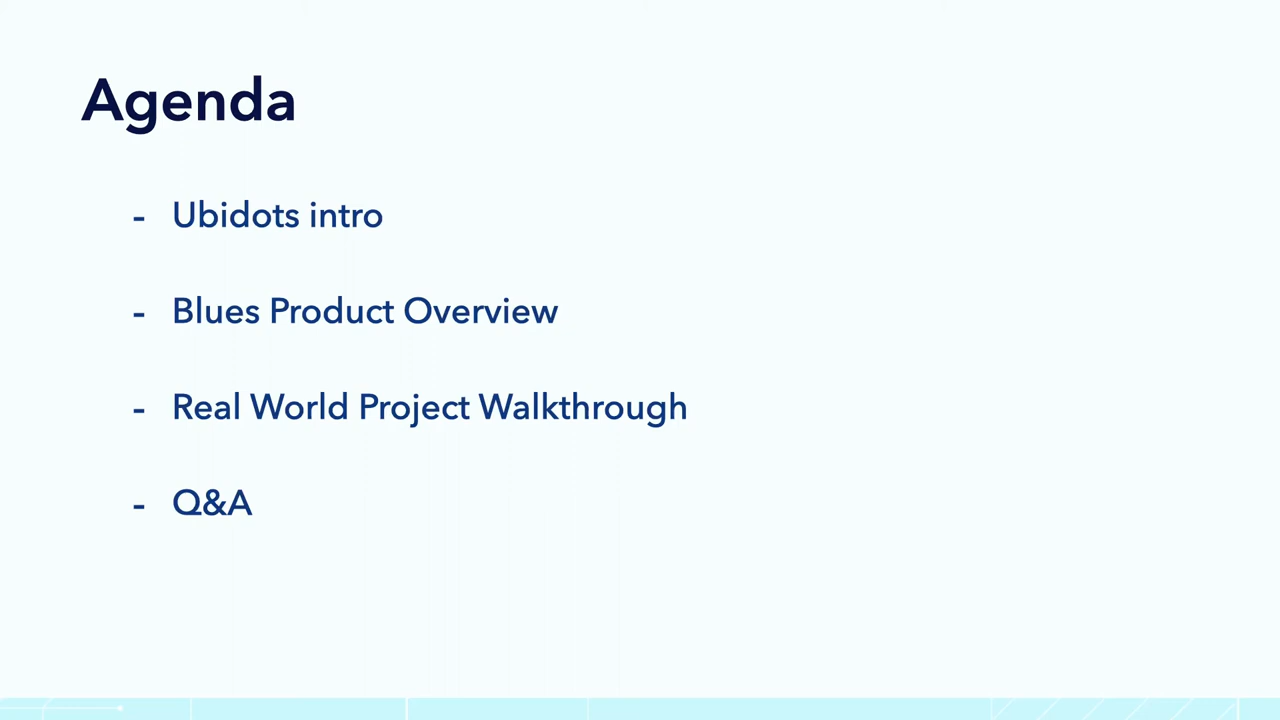 Agenda
- Ubidots intro
- Blues Product Overview
- Real World Project Walkthrough
- Q&A